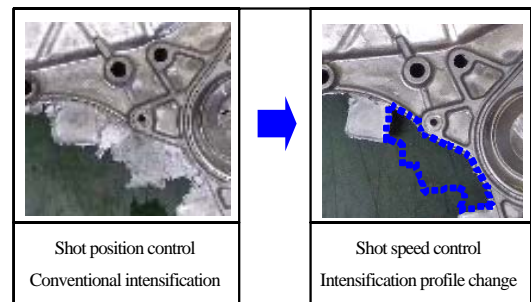 Shot position control
Conventional intensification
Shot speed control
Intensification profile change